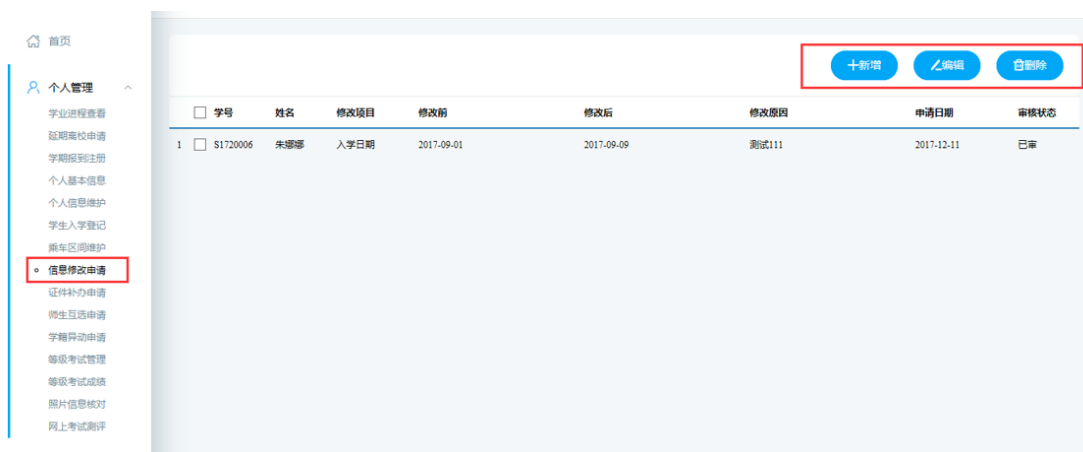 首页
个人管理
学业进程查看
延期离校申请
学期报到注册
个人基本信息
个人信息维护
学生入学登记
乘车区间维护
信息修改申请
证件补办申请
师生互选申请
学籍异动申请
等级考试管理
等级考试成绩
照片信息核对
网上考试测评
新增 编辑 删除
学号 姓名 修改项目 修改前 修改后 修改原因 申请日期 审核状态
1 S1720006 朱娜娜 入学日期 2017-09-01 2017-09-09 测试111 2017-12-11 已审